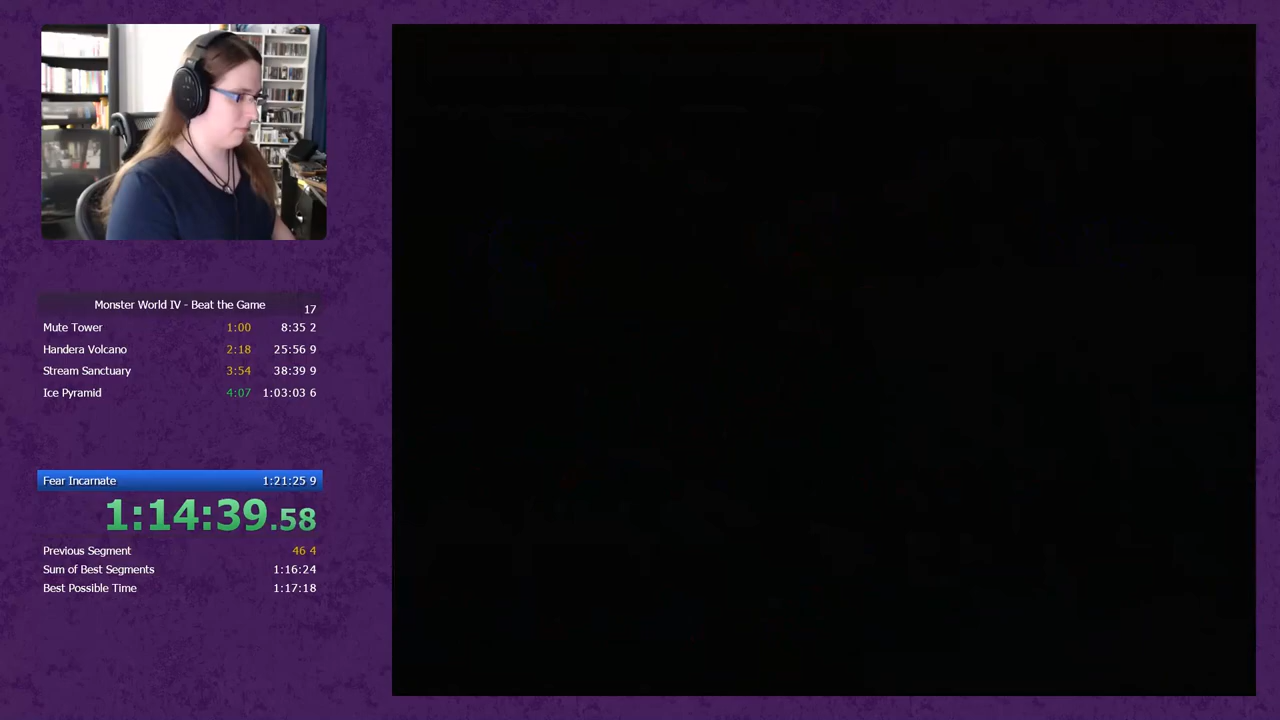 Monster World IV - Beat the Game
17
Mute Tower 1:00 8:35 2
Handera Volcano 2:18 25:56 9
Stream Sanctuary 3:54 38:39 9
Ice Pyramid 4:07 1:03:03 6
Fear Incarnate 1:21:25 9
1:14:39.58
Previous Segment 46 4
Sum of Best Segments 1:16:24
Best Possible Time 1:17:18